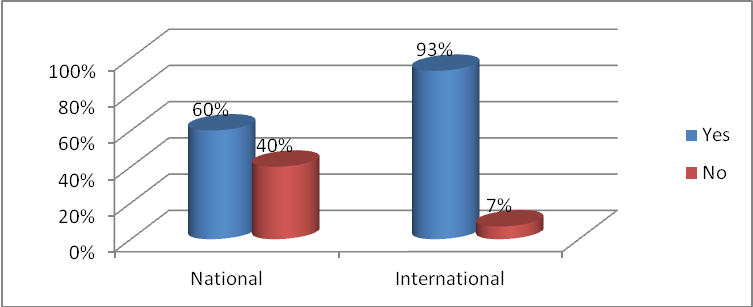 93%
100%
80%
60%
40%
20%
0%
60%
40%
7%
Yes
No
National
International